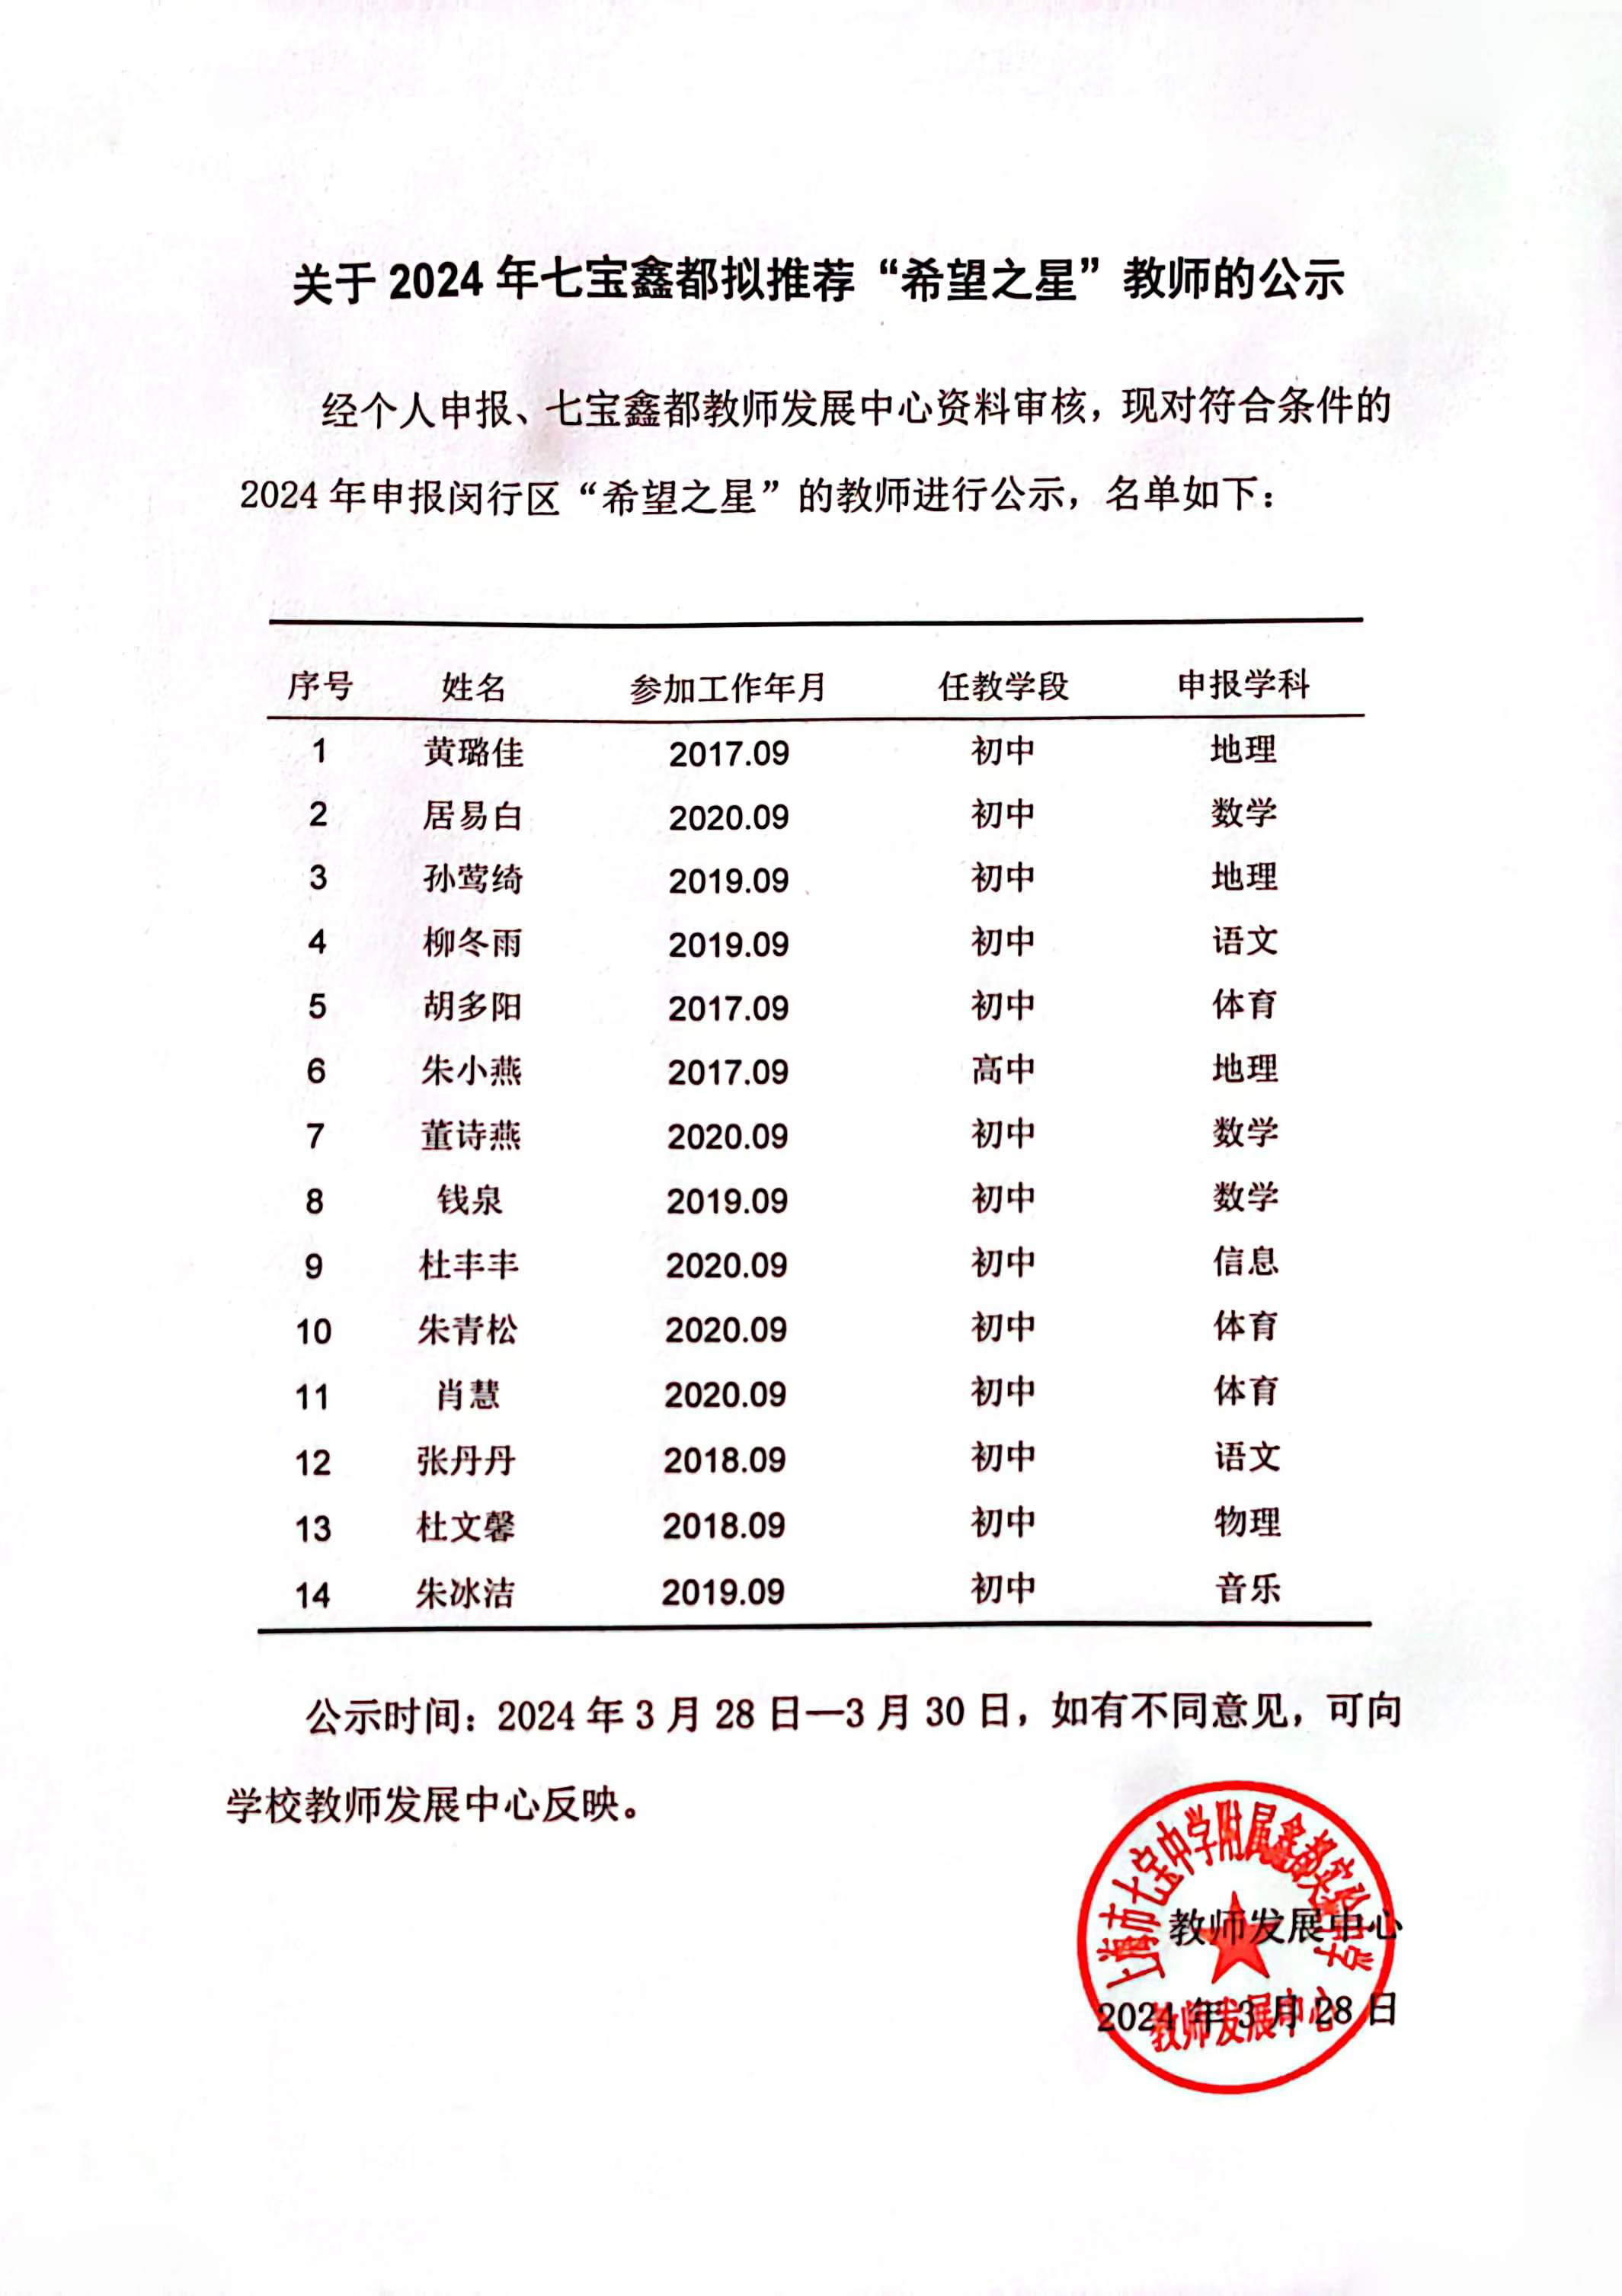 关于 2024 年七宝鑫都拟推荐“希望之星”教师的公示
经个人申报、七宝鑫都教师发展中心资料审核，现对符合条件的
2024 年申报闵行区“希望之星”的教师进行公示，名单如下：
序号 姓名 参加工作年月 任教学段 申报学科
1 黄璐佳 2017.09 初中 地理
2 居易白 2020.09 初中 数学
3 孙莺绮 2019.09 初中 地理
4 柳冬雨 2019.09 初中 语文
5 胡多阳 2017.09 初中 体育
6 朱小燕 2017.09 高中 地理
7 董诗燕 2020.09 初中 数学
8 钱泉 2019.09 初中 数学
9 杜丰丰 2020.09 初中 信息
10 朱青松 2020.09 初中 体育
11 肖慧 2020.09 初中 体育
12 张丹丹 2018.09 初中 语文
13 杜文馨 2018.09 初中 物理
14 朱冰洁 2019.09 初中 音乐
公示时间：2024 年 3 月 28 日—3 月 30 日，如有不同意见，可向
学校教师发展中心反映。
上海市七宝中学附属鑫都实验中学
教师发展中心
2024 年 3 月 28 日
教师发展中心